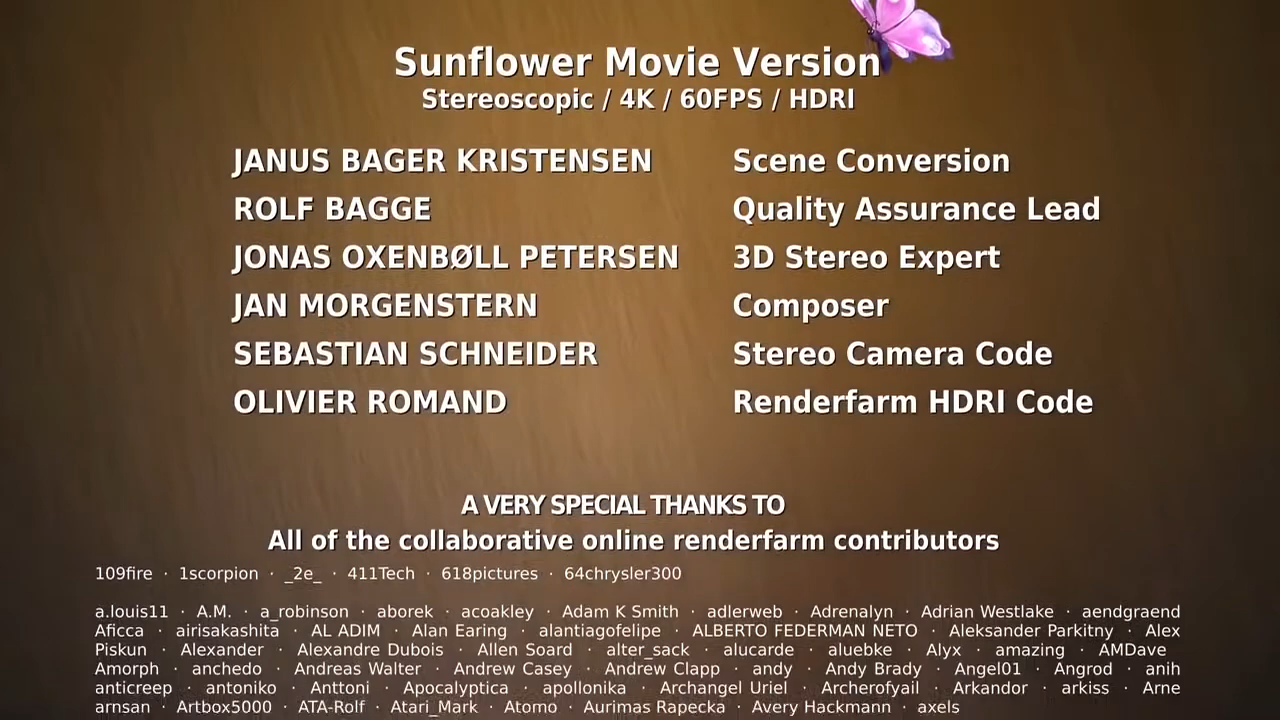 Sunflower Movie Version
Stereoscopic / 4K / 60FPS / HDRI
JANUS BAGER KRISTENSEN Scene Conversion
ROLF BAGGE Quality Assurance Lead
JONAS OXENBØLL PETERSEN 3D Stereo Expert
JAN MORGENSTERN Composer
SEBASTIAN SCHNEIDER Stereo Camera Code
OLIVIER ROMAND Renderfarm HDRI Code
A VERY SPECIAL THANKS TO
All of the collaborative online renderfarm contributors
109fire · 1scorpion · _2e_ · 411Tech · 618pictures · 64chrysler300
a.louis11 · A.M. · a_robinson · aborek · acoakley · Adam K Smith · adlerweb · Adrenalyn · Adrian Westlake · aendgraend
Aficca · airisakashita · AL ADIM · Alan Earing · alantiagofelipe · ALBERTO FEDERMAN NETO · Aleksander Parkitny · Alex
Piskun · Alexander · Alexandre Dubois · Allen Soard · alter_sack · alucarde · aluebke · Alyx · amazing · AMDave
Amorph · anchedo · Andreas Walter · Andrew Casey · Andrew Clapp · andy · Andy Brady · Angel01 · Angrod · anih
anticreep · antoniko · Anttoni · Apocalyptica · apollonika · Archangel Uriel · Archerofyail · Arkandor · arkiss · Arne
arnsan · Artbox5000 · ATA-Rolf · Atari_Mark · Atomo · Aurimas Rapecka · Avery Hackmann · axels